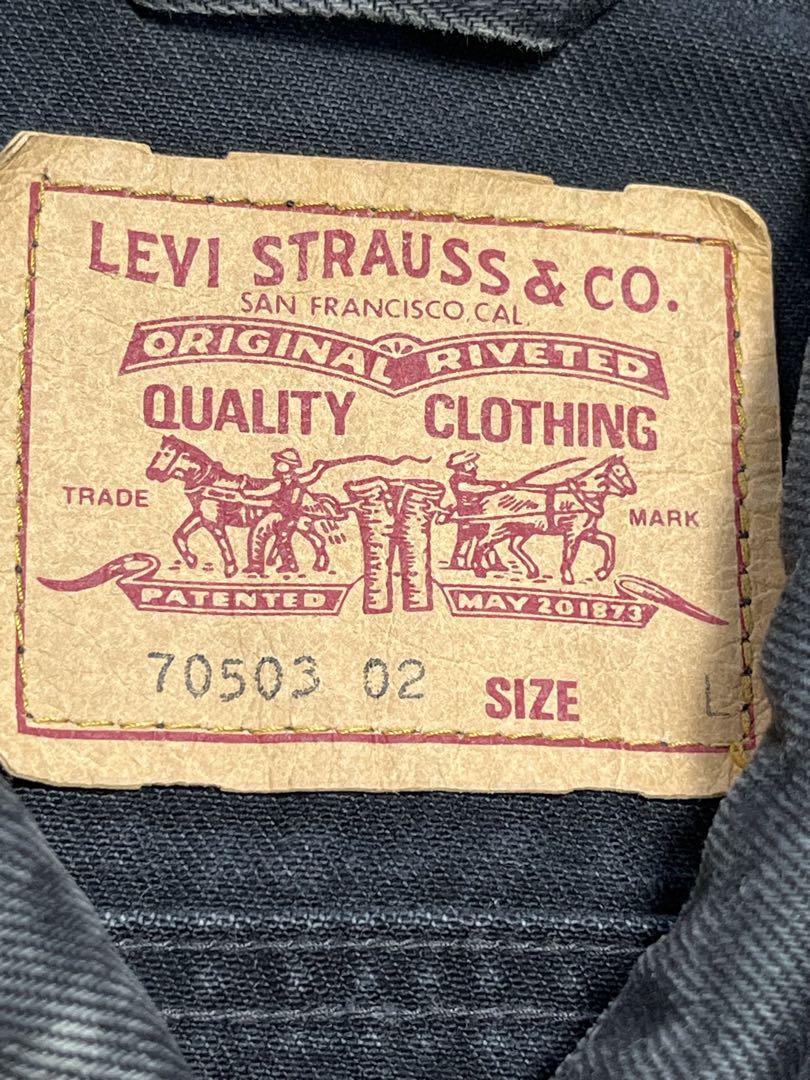 LEVI STRAUSS & CO.
SAN FRANCISCO, CAL.
ORIGINAL RIVETED
QUALITY CLOTHING
TRADE MARK
PATENTED MAY 20 1873
70503 02 SIZE L